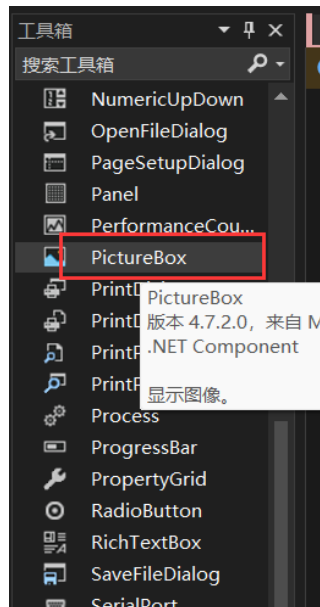 工具箱
搜索工具箱
NumericUpDown
OpenFileDialog
PageSetupDialog
Panel
PerformanceCou...
PictureBox
PictureBox
版本 4.7.2.0，来自 M
.NET Component
显示图像。
Process
ProgressBar
PropertyGrid
RadioButton
RichTextBox
SaveFileDialog
SerialPort